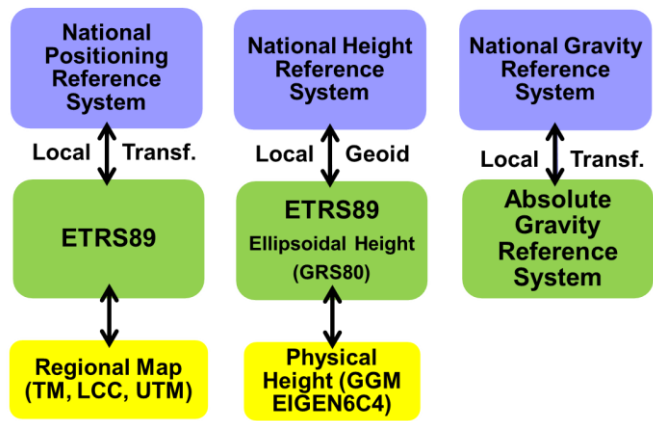 National
Positioning
Reference
System
Local Transf.
ETRS89
Regional Map
(TM, LCC, UTM)
National Height
Reference
System
Local Geoid
ETRS89
Ellipsoidal Height
(GRS80)
Physical
Height (GGM
EIGEN6C4)
National Gravity
Reference
System
Local Transf.
Absolute
Gravity
Reference
System